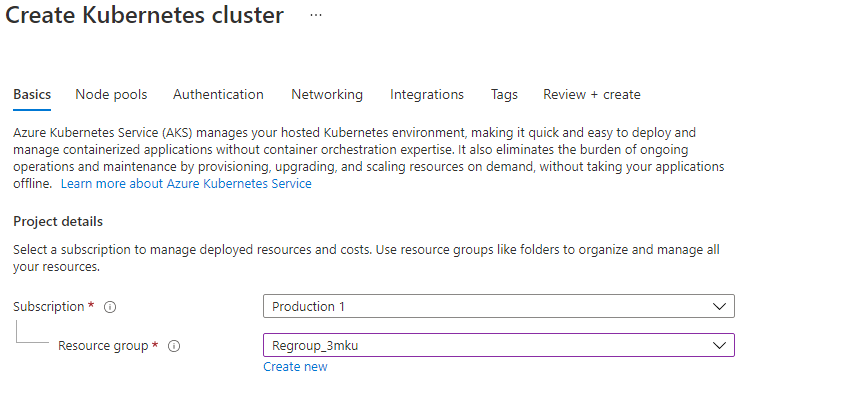 Create Kubernetes cluster ...
Basics Node pools Authentication Networking Integrations Tags Review + create
Azure Kubernetes Service (AKS) manages your hosted Kubernetes environment, making it quick and easy to deploy and
manage containerized applications without container orchestration expertise. It also eliminates the burden of ongoing
operations and maintenance by provisioning, upgrading, and scaling resources on demand, without taking your applications
offline. Learn more about Azure Kubernetes Service
Project details
Select a subscription to manage deployed resources and costs. Use resource groups like folders to organize and manage all
your resources.
Subscription * Production 1
Resource group * Regroup_3mku
Create new